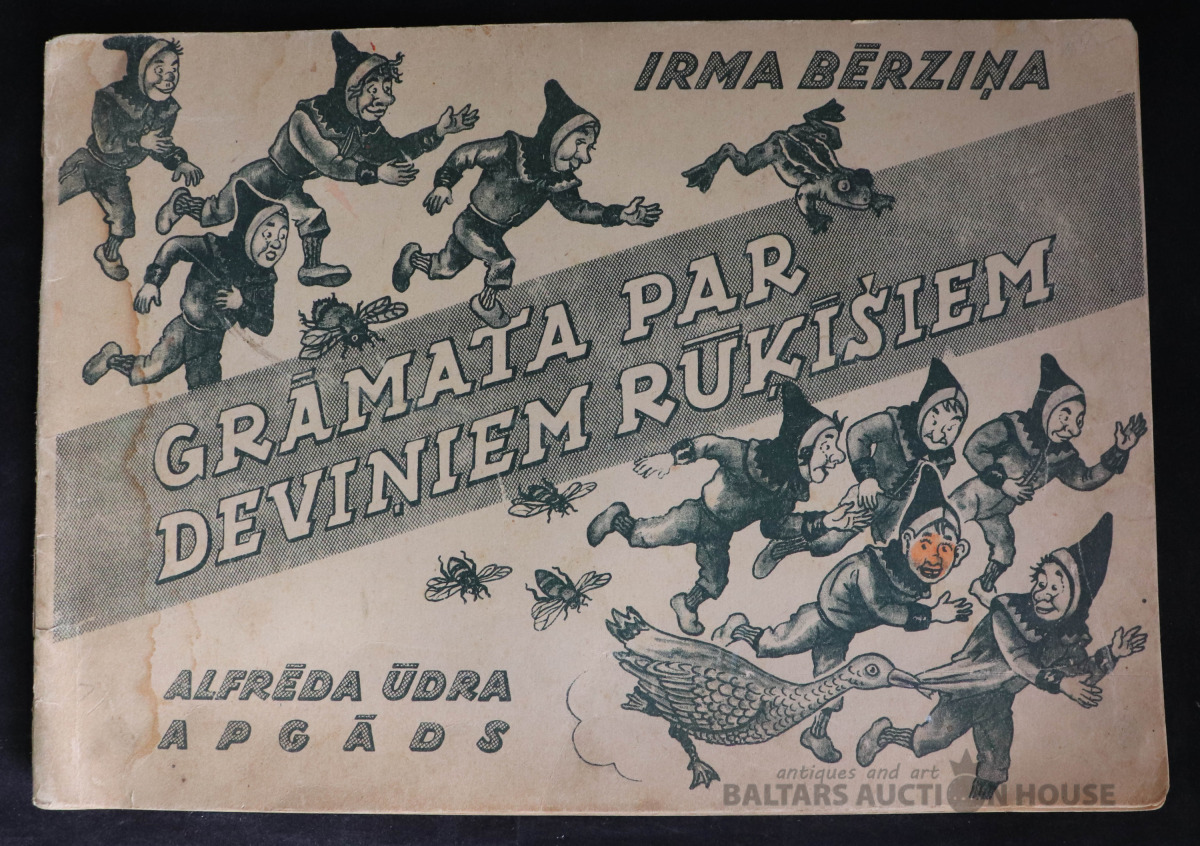 IRMA BĒRZIŅA
GRĀMATA PAR
DEVIŅIEM RŪĶĪŠIEM
ALFRĒDA ŪDRA
APGĀDS
antiques and art
BALTARS AUCTION HOUSE